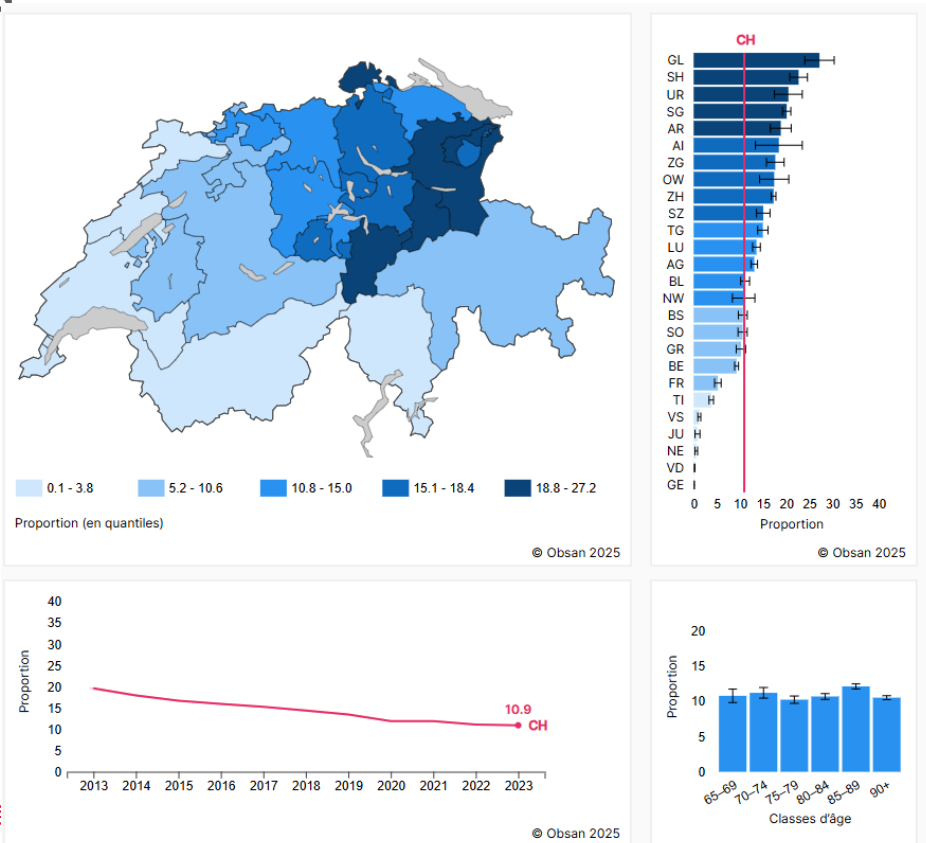 0.1 - 3.8
5.2 - 10.6
10.8 - 15.0
15.1 - 18.4
18.8 - 27.2
Proportion (en quantiles)
© Obsan 2025
CH
GL
SH
UR
SG
AR
AI
ZG
OW
ZH
SZ
TG
LU
AG
BL
NW
BS
SO
GR
BE
FR
TI
VS
JU
NE
VD
GE
0 5 10 15 20 25 30 35 40
Proportion
© Obsan 2025
Proportion
40
35
30
25
20
15
10
5
0
10.9
CH
2013 2014 2015 2016 2017 2018 2019 2020 2021 2022 2023
© Obsan 2025
Proportion
20
15
10
5
0
65–69 70–74 75–79 80–84 85–89 90+
Classes d'âge